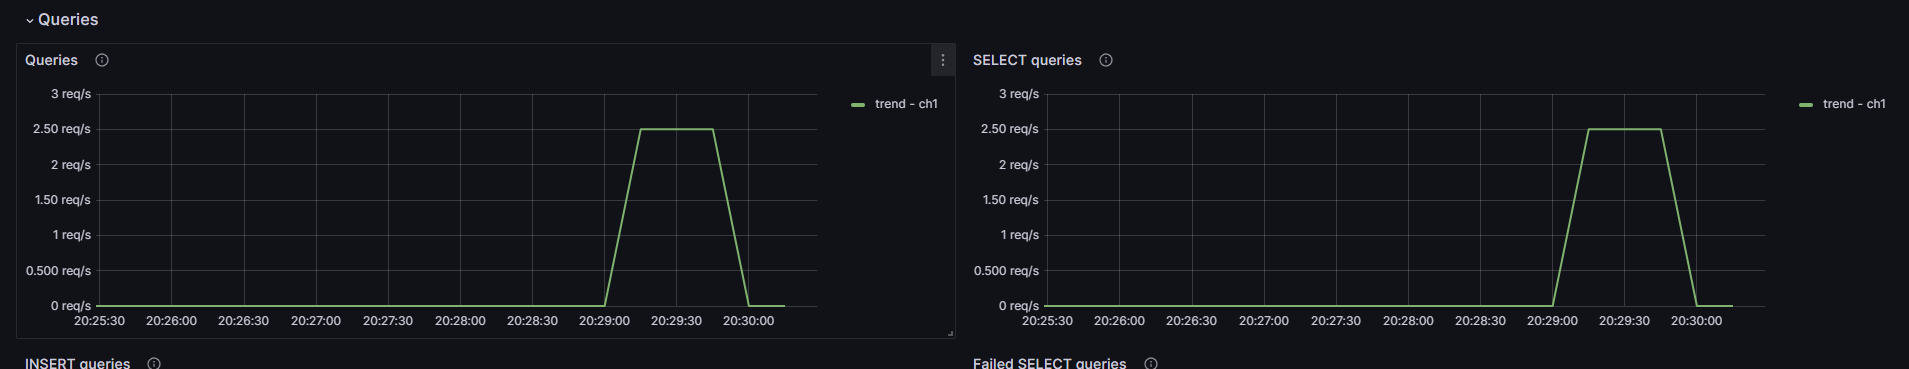 Queries
Queries
3 req/s
2.50 req/s
2 req/s
1.50 req/s
1 req/s
0.500 req/s
0 req/s
20:25:30 20:26:00 20:26:30 20:27:00 20:27:30 20:28:00 20:28:30 20:29:00 20:29:30 20:30:00
trend - ch1
SELECT queries
3 req/s
2.50 req/s
2 req/s
1.50 req/s
1 req/s
0.500 req/s
0 req/s
20:25:30 20:26:00 20:26:30 20:27:00 20:27:30 20:28:00 20:28:30 20:29:00 20:29:30 20:30:00
trend - ch1
INSERT queries
Failed SELECT queries